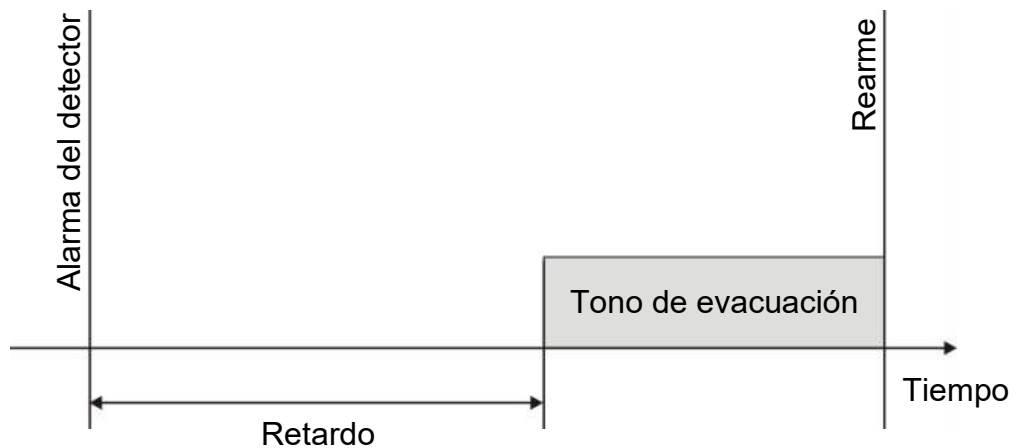 Alarma del detector
Rearme
Tono de evacuación
Tiempo
Retardo